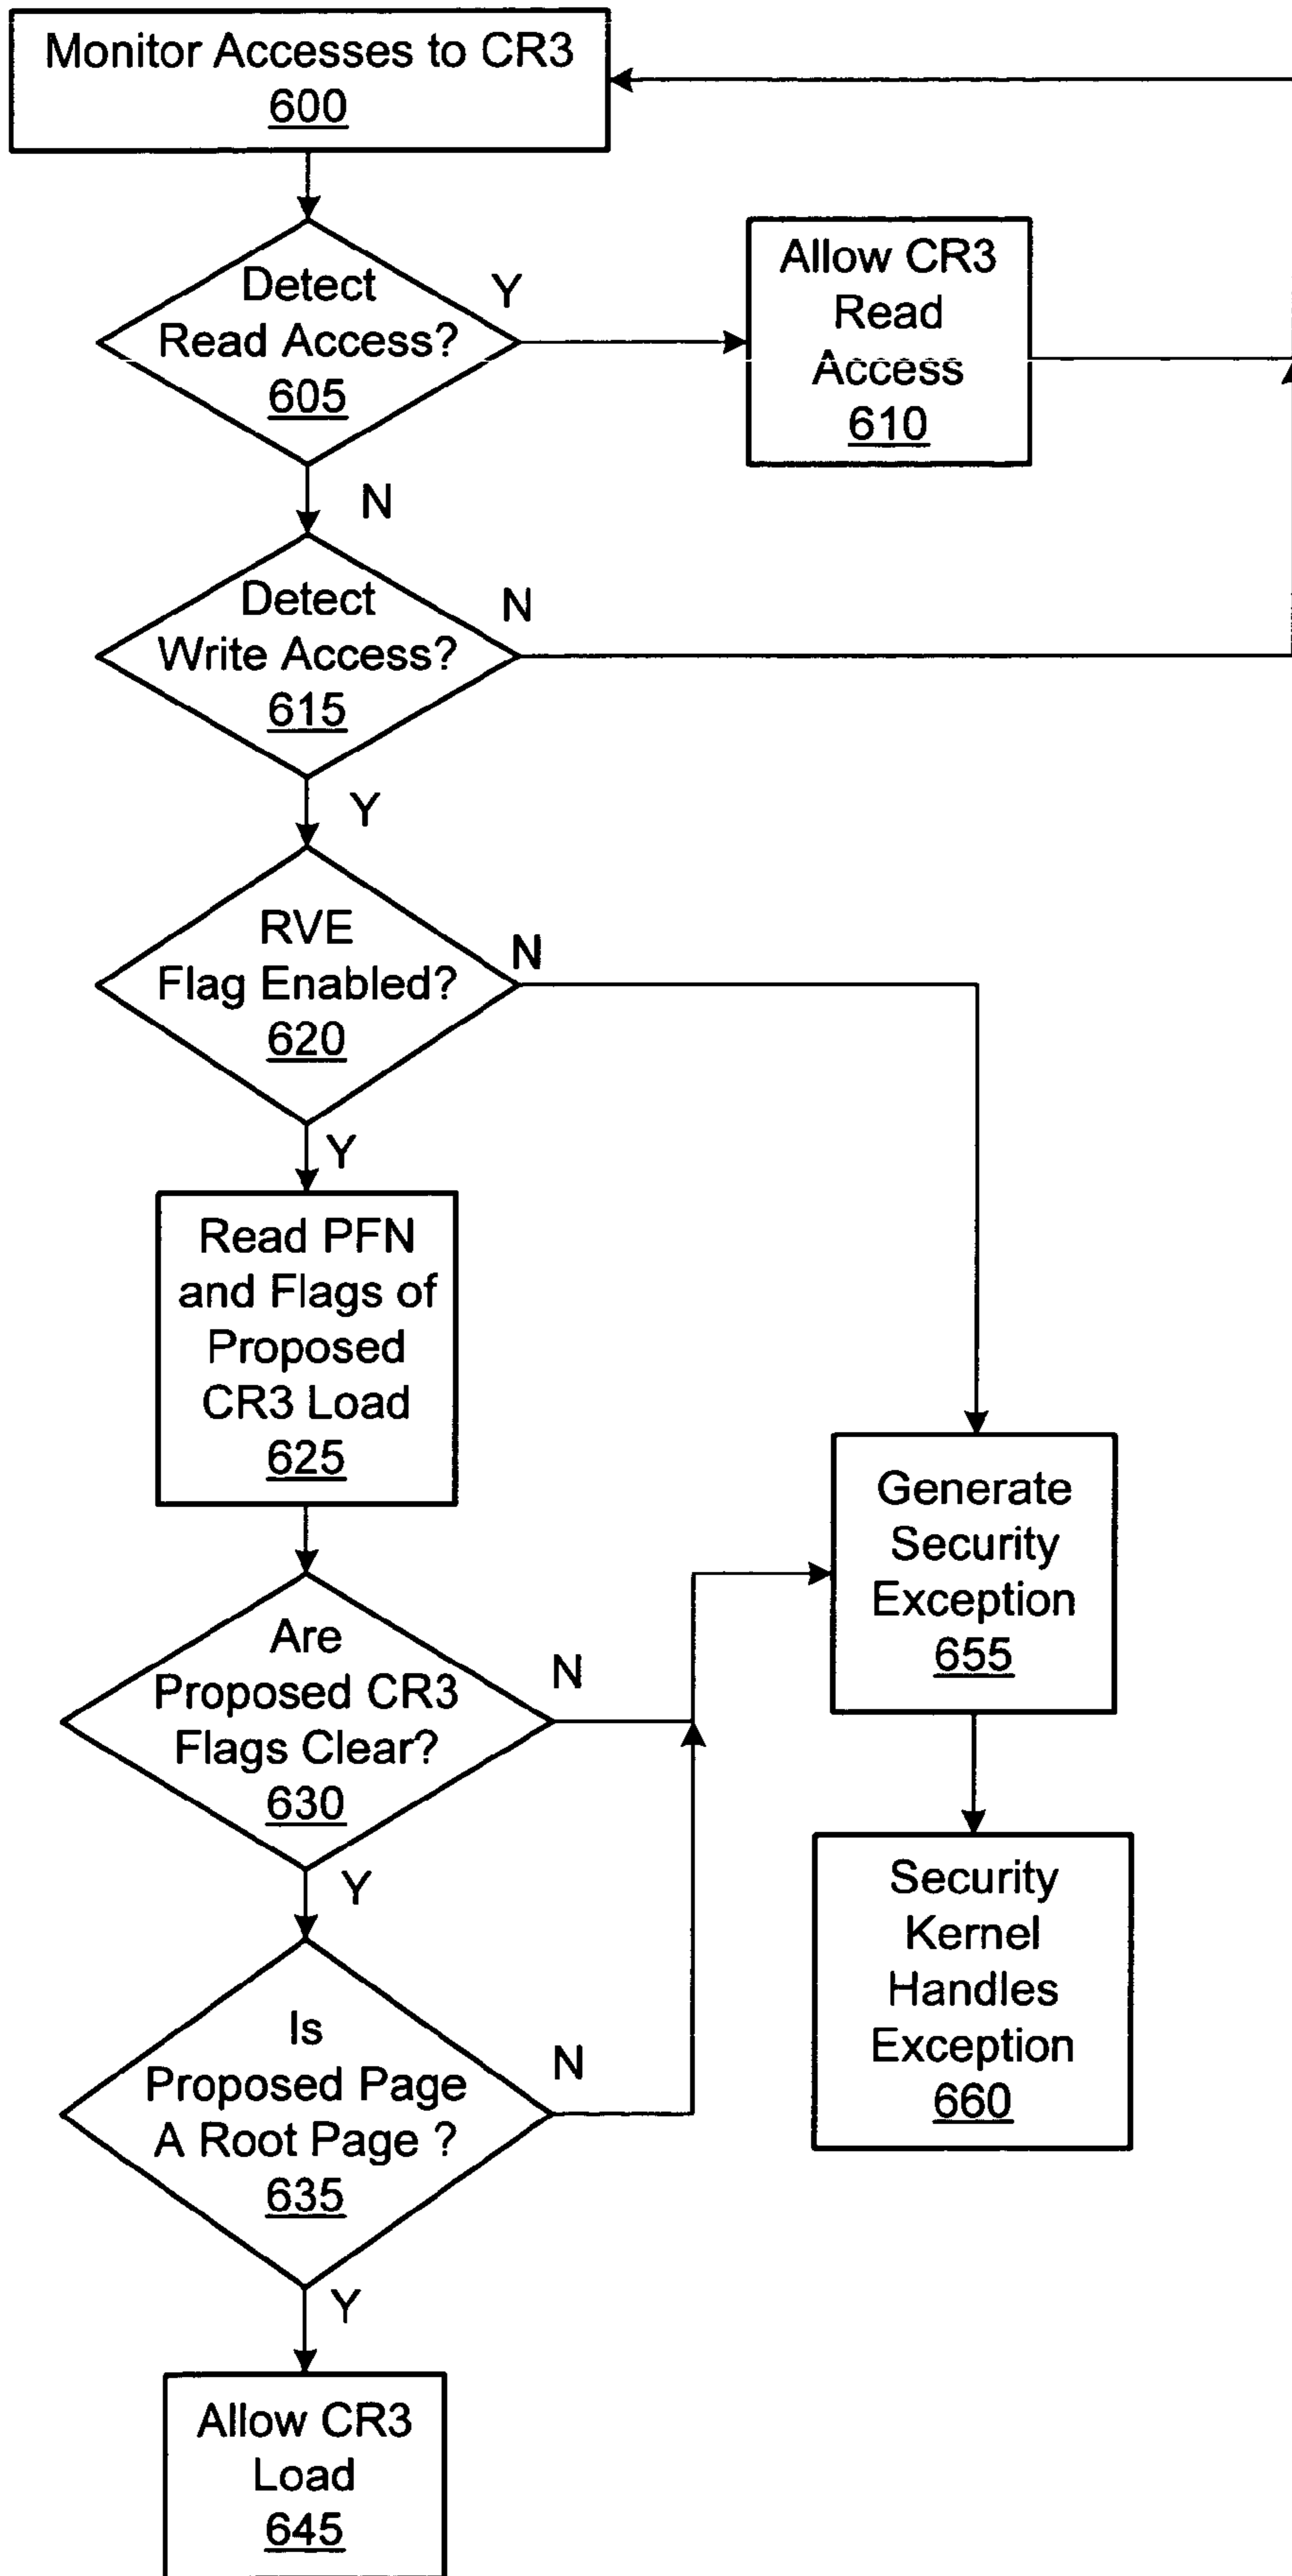 Monitor Accesses to CR3
600
Detect
Read Access?
605
Y
Allow CR3
Read
Access
610
N
Detect
Write Access?
615
N
Y
RVE
Flag Enabled?
620
N
Y
Read PFN
and Flags of
Proposed
CR3 Load
625
Generate
Security
Exception
655
Are
Proposed CR3
Flags Clear?
630
N
Y
Security
Kernel
Handles
Exception
660
Is
Proposed Page
A Root Page ?
635
N
Y
Allow CR3
Load
645